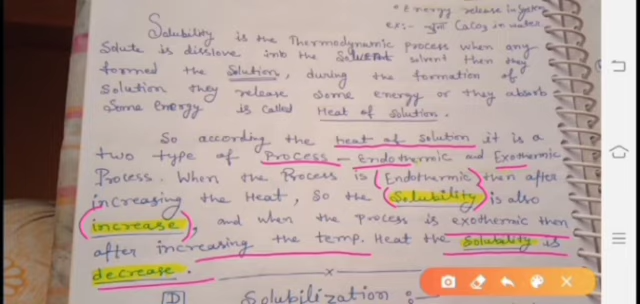 * Energy release in System
ex:- चूना CaCO3 in water.
Solubility is the Thermodynamic process when any
Solute is disslove into the solvent then they
formed the Solution, during the formation of
Solution they release some energy or they absorb
some energy is called Heat of Solution.
So according the heat of solution it is a
two type of Process - Endothermic and Exothermic
Process. When the Process is (Endothermic) then after
increasing the Heat, So the (Solubility) is also
(increase), and when the process is exothermic then
after increasing the temp. Heat the Solubility is
decrease.
x
Solubilization :-